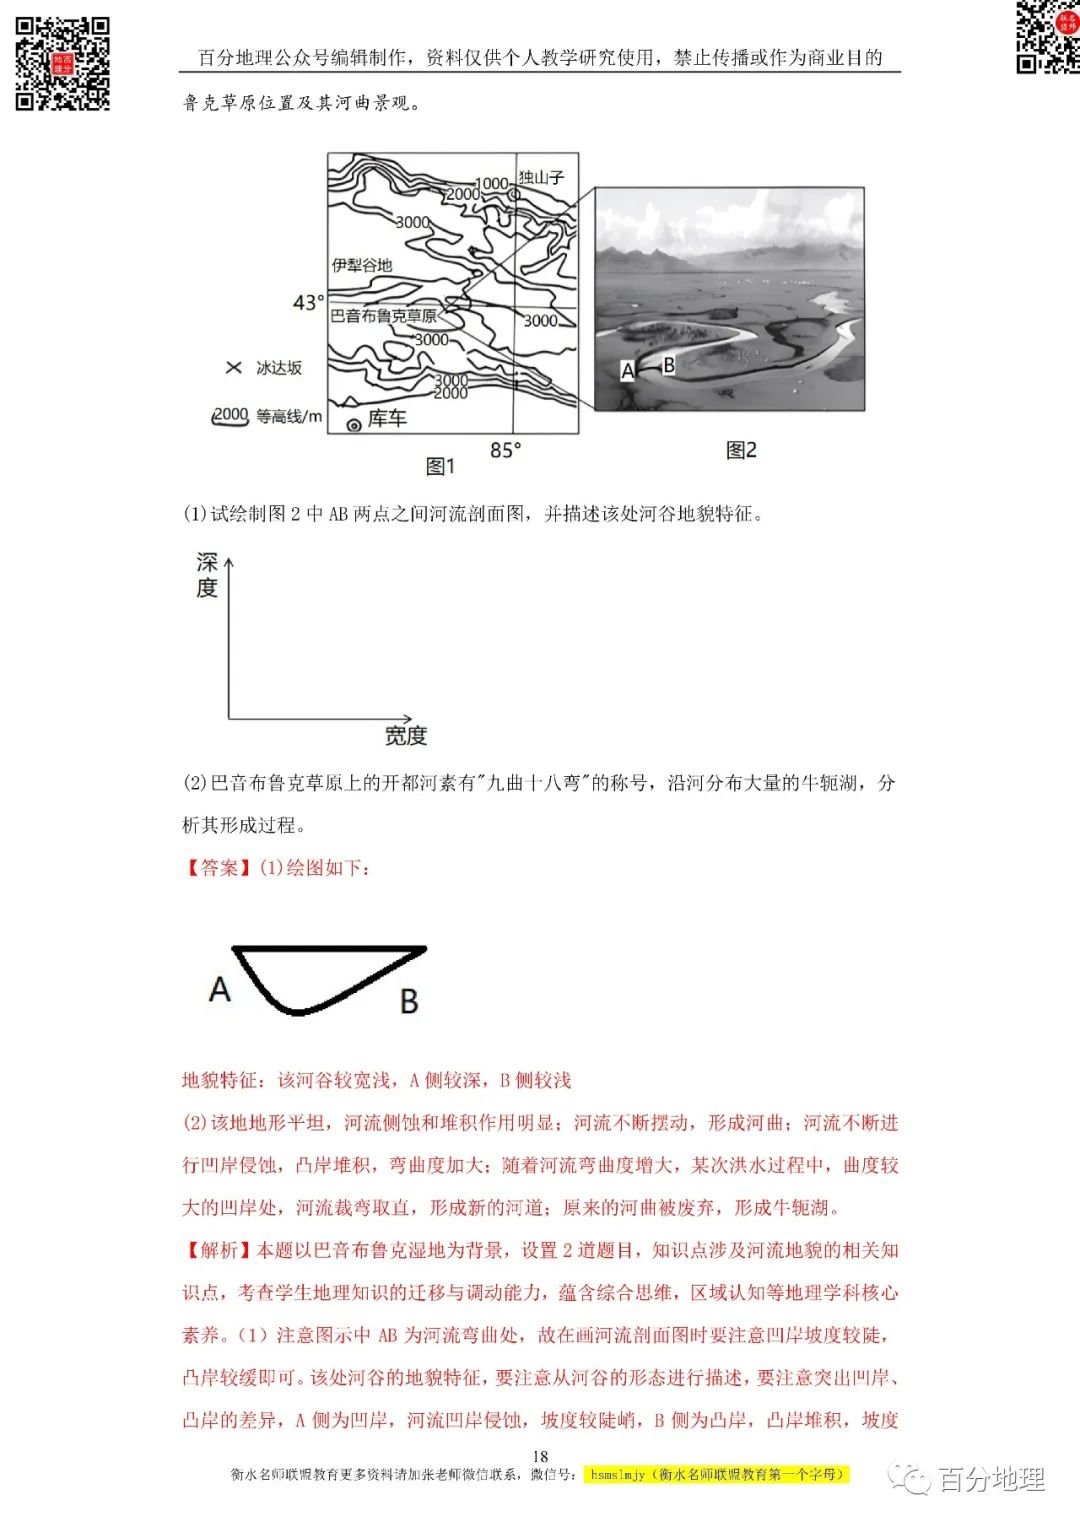 百分地理公众号编辑制作，资料仅供个人教学研究使用，禁止传播或作为商业目的
鲁克草原位置及其河曲景观。
1000 独山子
2000
3000
伊犁谷地
43°
巴音布鲁克草原
3000
3000
冰达坂
3000
2000
2000 等高线/m
库车
85°
图1
A B
图2
(1)试绘制图2中AB两点之间河流剖面图，并描述该处河谷地貌特征。
深度
宽度
(2)巴音布鲁克草原上的开都河素有"九曲十八弯"的称号，沿河分布大量的牛轭湖，分
析其形成过程。
【答案】(1)绘图如下：
A
B
地貌特征：该河谷较宽浅，A侧较深，B侧较浅
(2)该地地形平坦，河流侧蚀和堆积作用明显；河流不断摆动，形成河曲；河流不断进
行凹岸侵蚀，凸岸堆积，弯曲度加大；随着河流弯曲度增大，某次洪水过程中，曲度较
大的凹岸处，河流裁弯取直，形成新的河道；原来的河曲被废弃，形成牛轭湖。
【解析】本题以巴音布鲁克湿地为背景，设置2道题目，知识点涉及河流地貌的相关知
识点，考查学生地理知识的迁移与调动能力，蕴含综合思维，区域认知等地理学科核心
素养。（1）注意图示中AB为河流弯曲处，故在画河流剖面图时要注意凹岸坡度较陡，
凸岸较缓即可。该处河谷的地貌特征，要注意从河谷的形态进行描述，要注意突出凹岸、
凸岸的差异，A侧为凹岸，河流凹岸侵蚀，坡度较陡峭，B侧为凸岸，凸岸堆积，坡度
18
衡水名师联盟教育更多资料请加张老师微信联系，微信号：hsmslmjy（衡水名师联盟教育第一个字母）
百分地理